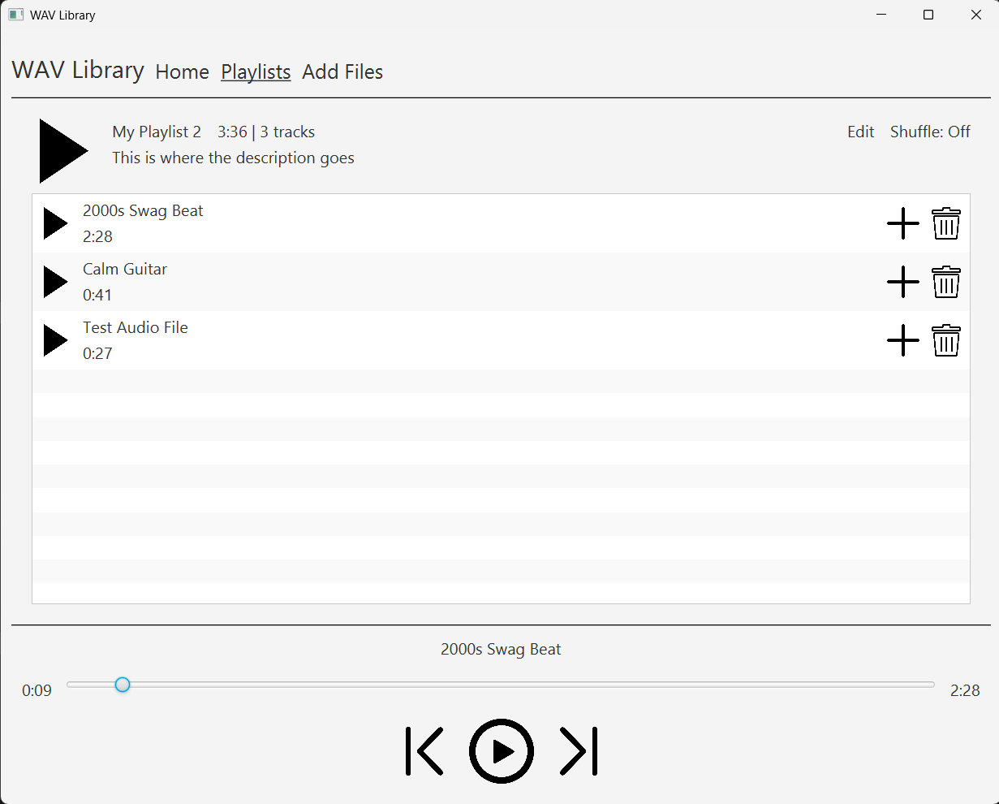 WAV Library
WAV Library Home Playlists Add Files
My Playlist 2 3:36 | 3 tracks Edit Shuffle: Off
This is where the description goes
2000s Swag Beat
2:28
Calm Guitar
0:41
Test Audio File
0:27
2000s Swag Beat
0:09 2:28